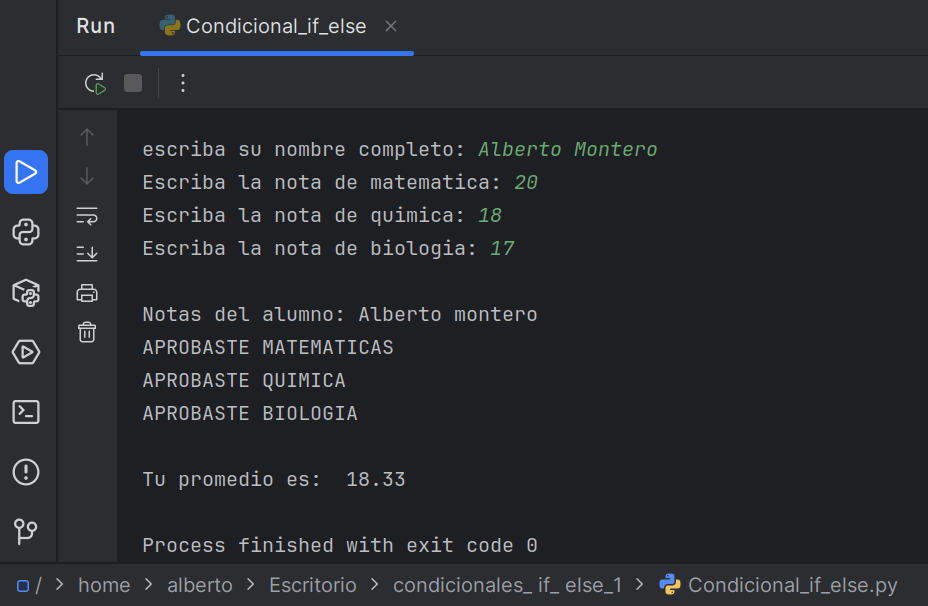 Run Condicional_if_else
escriba su nombre completo: Alberto Montero
Escriba la nota de matematica: 20
Escriba la nota de quimica: 18
Escriba la nota de biologia: 17
Notas del alumno: Alberto montero
APROBASTE MATEMATICAS
APROBASTE QUIMICA
APROBASTE BIOLOGIA
Tu promedio es:  18.33
Process finished with exit code 0
/ > home > alberto > Escritorio > condicionales_ if_ else_1 > Condicional_if_else.py